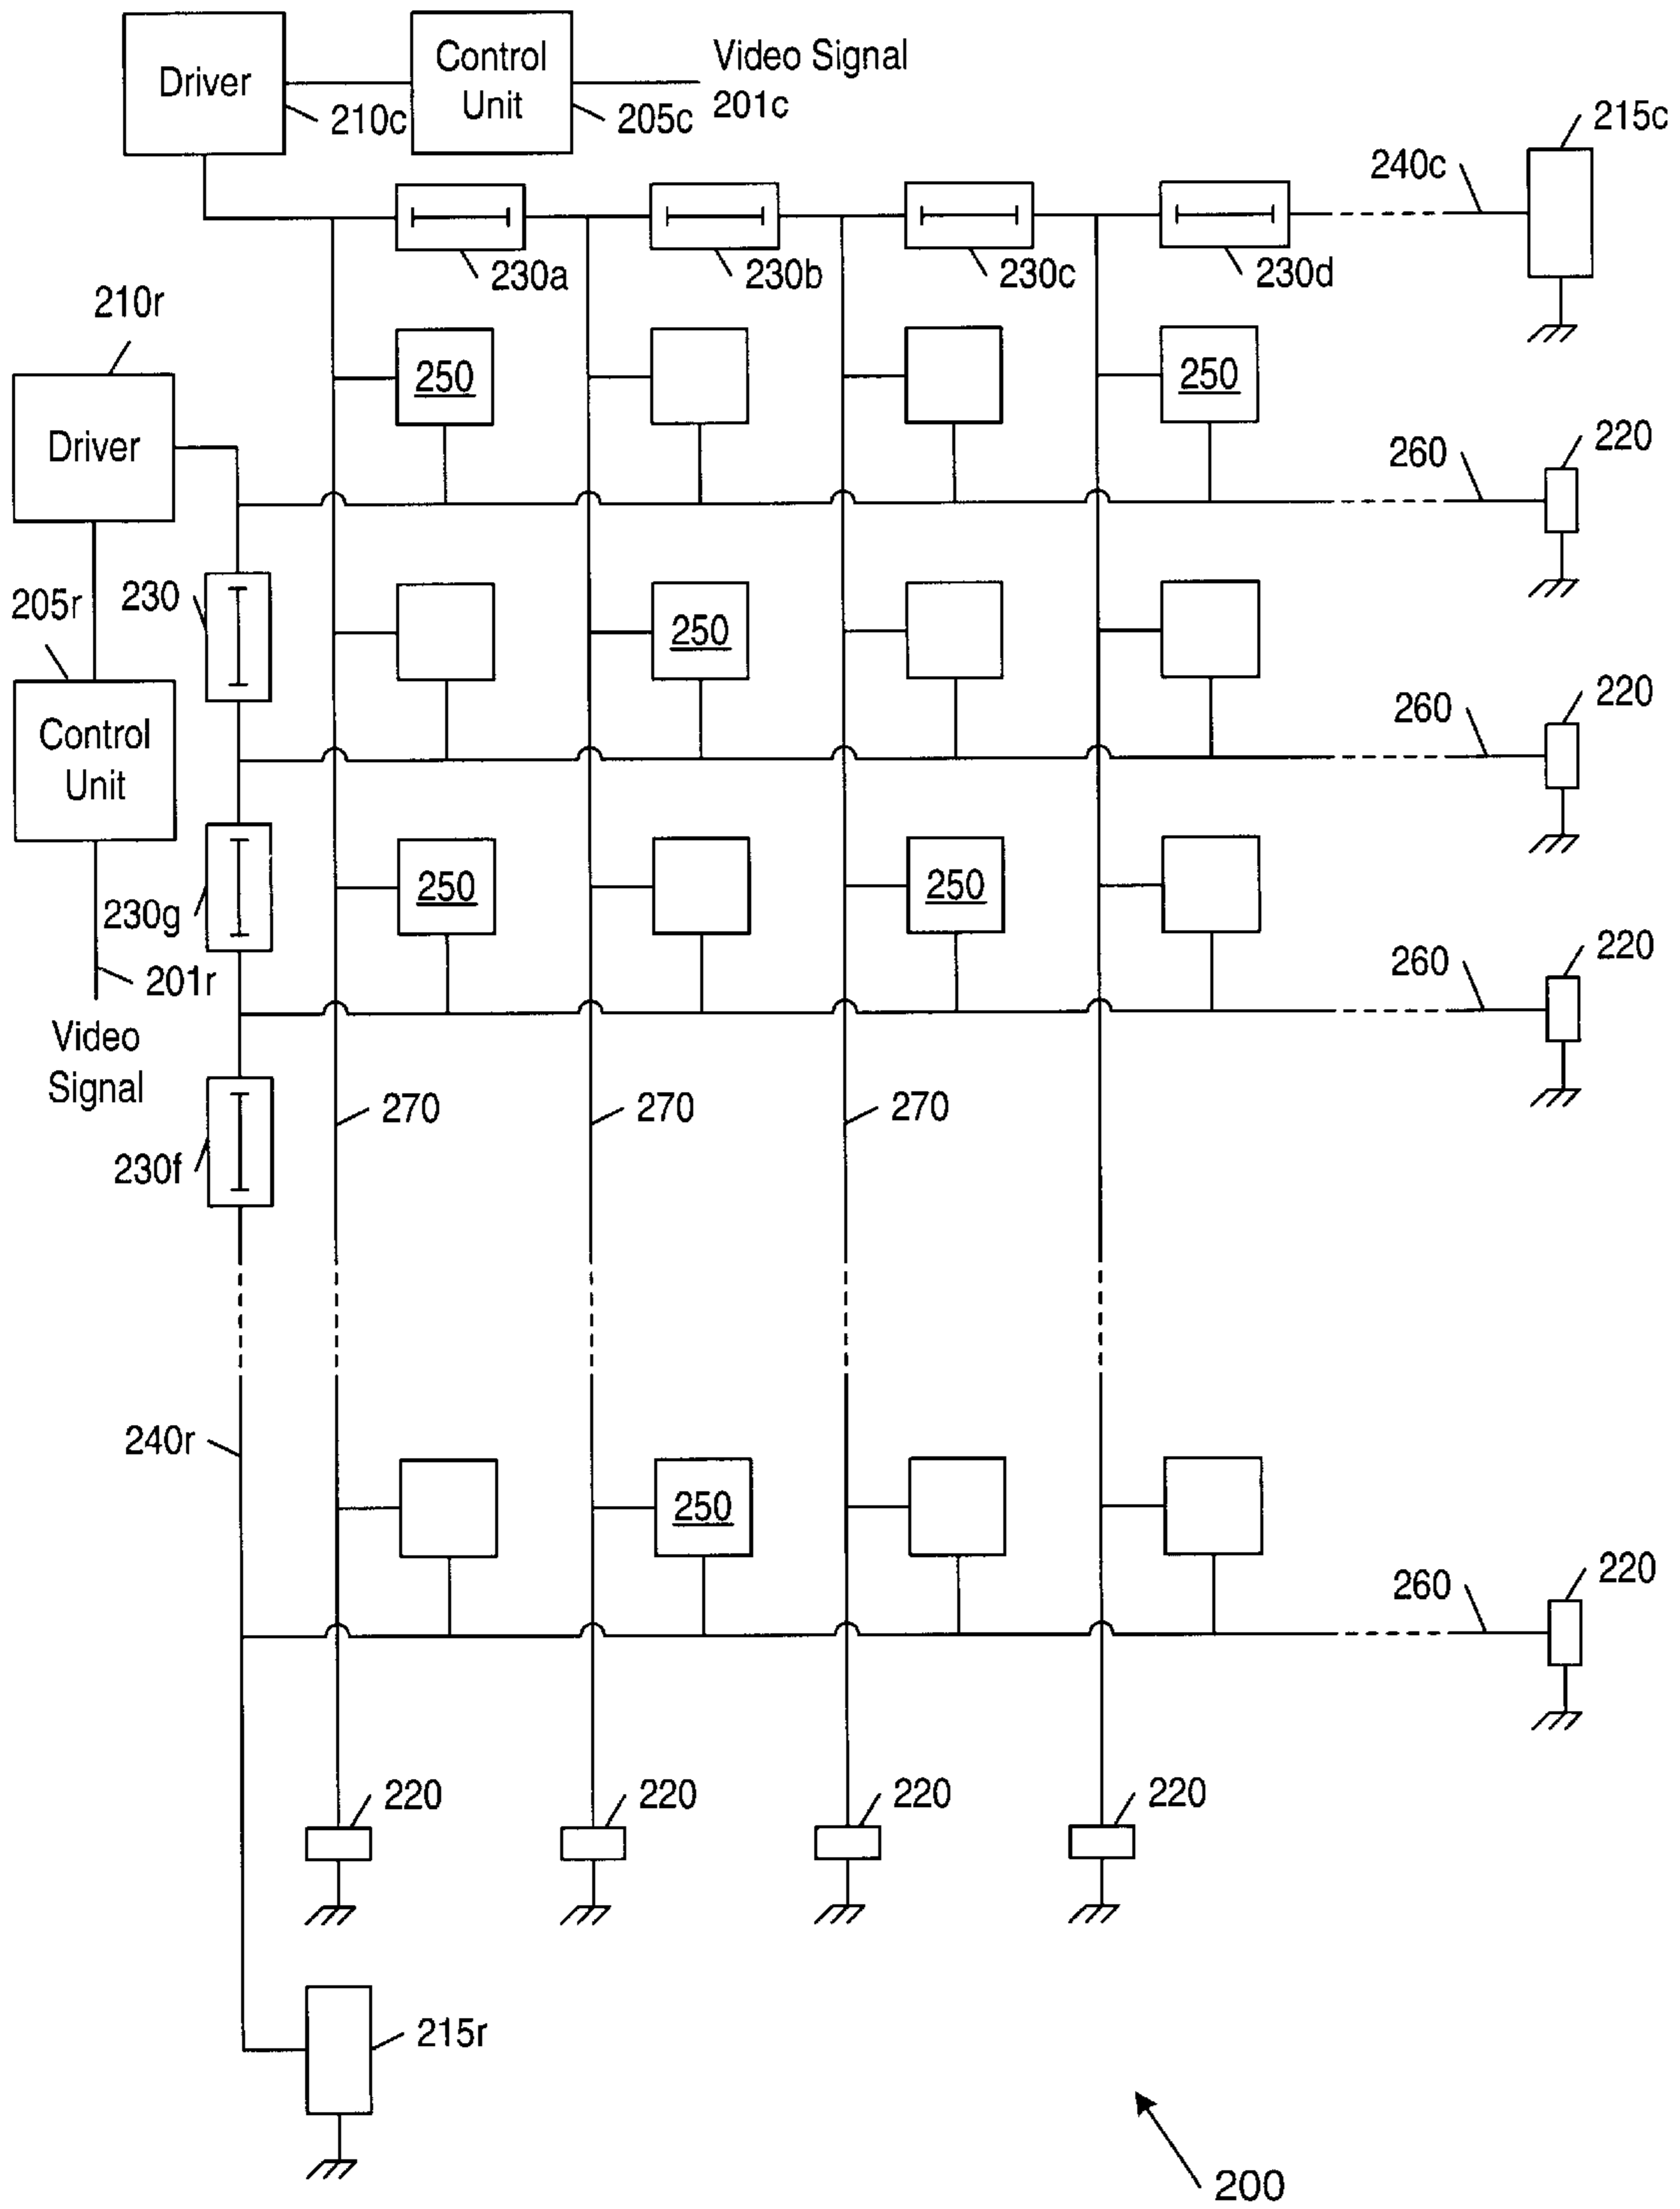 Driver
210c
Control
Unit
205c
Video Signal
201c
215c
240c
230a
230b
230c
230d
210r
250
250
Driver
260
220
205r
230
250
Control
Unit
260
220
230g
250
250
201r
260
220
Video
Signal
230f
270
270
270
240r
250
260
220
220
220
220
220
215r
200